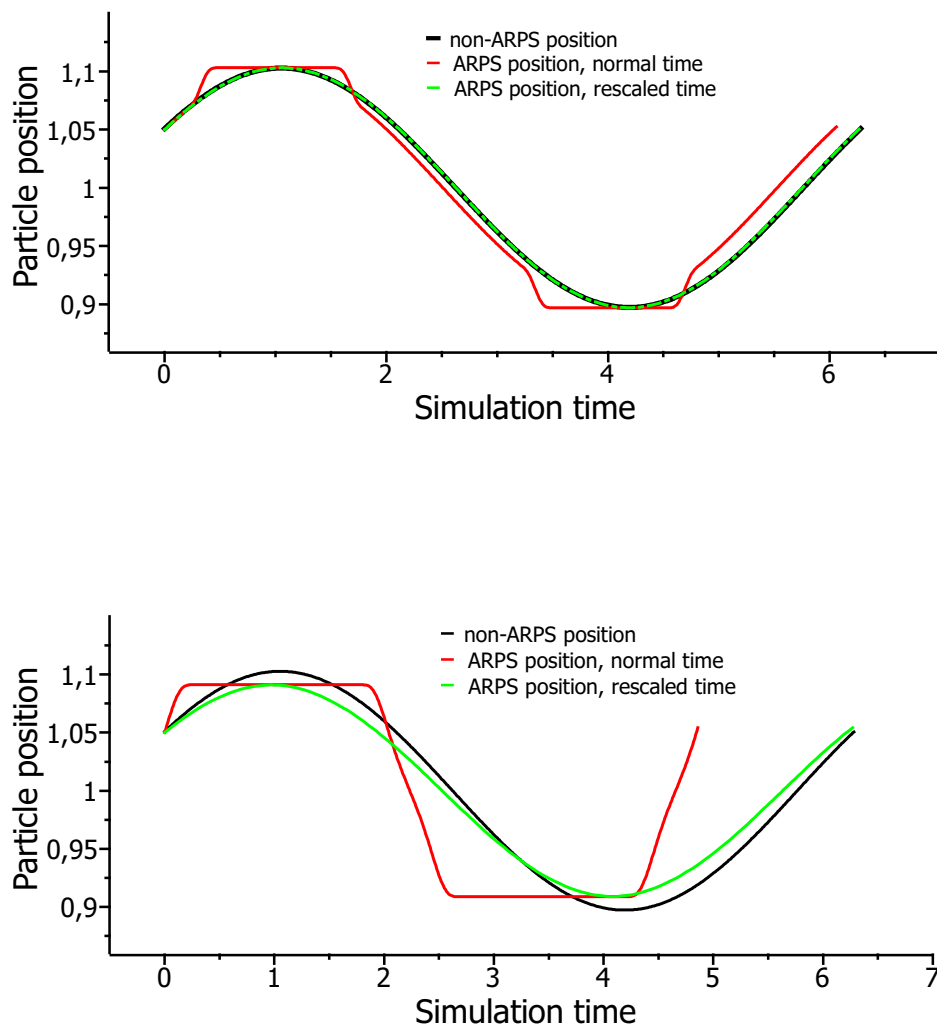 non-ARPS position
ARPS position, normal time
ARPS position, rescaled time
Particle position
1,1
1,05
1
0,95
0,9
0 2 4 6
Simulation time
non-ARPS position
ARPS position, normal time
ARPS position, rescaled time
Particle position
1,1
1,05
1
0,95
0,9
0 1 2 3 4 5 6 7
Simulation time